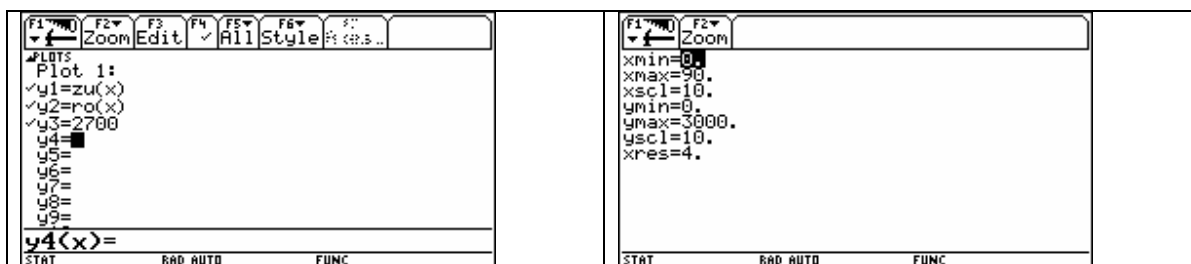 F1 F2 F3 F4 F5 F6
Zoom Edit ✓ All Style
PLOTS
Plot 1:
✓y1=zu(x)
✓y2=ro(x)
✓y3=2700
y4=
y5=
y6=
y7=
y8=
y9=
y4(x)=
STAT RAD AUTO FUNC
F1 F2
Zoom
xmin=0.
xmax=90.
xscl=10.
ymin=0.
ymax=3000.
yscl=10.
xres=4.
STAT RAD AUTO FUNC